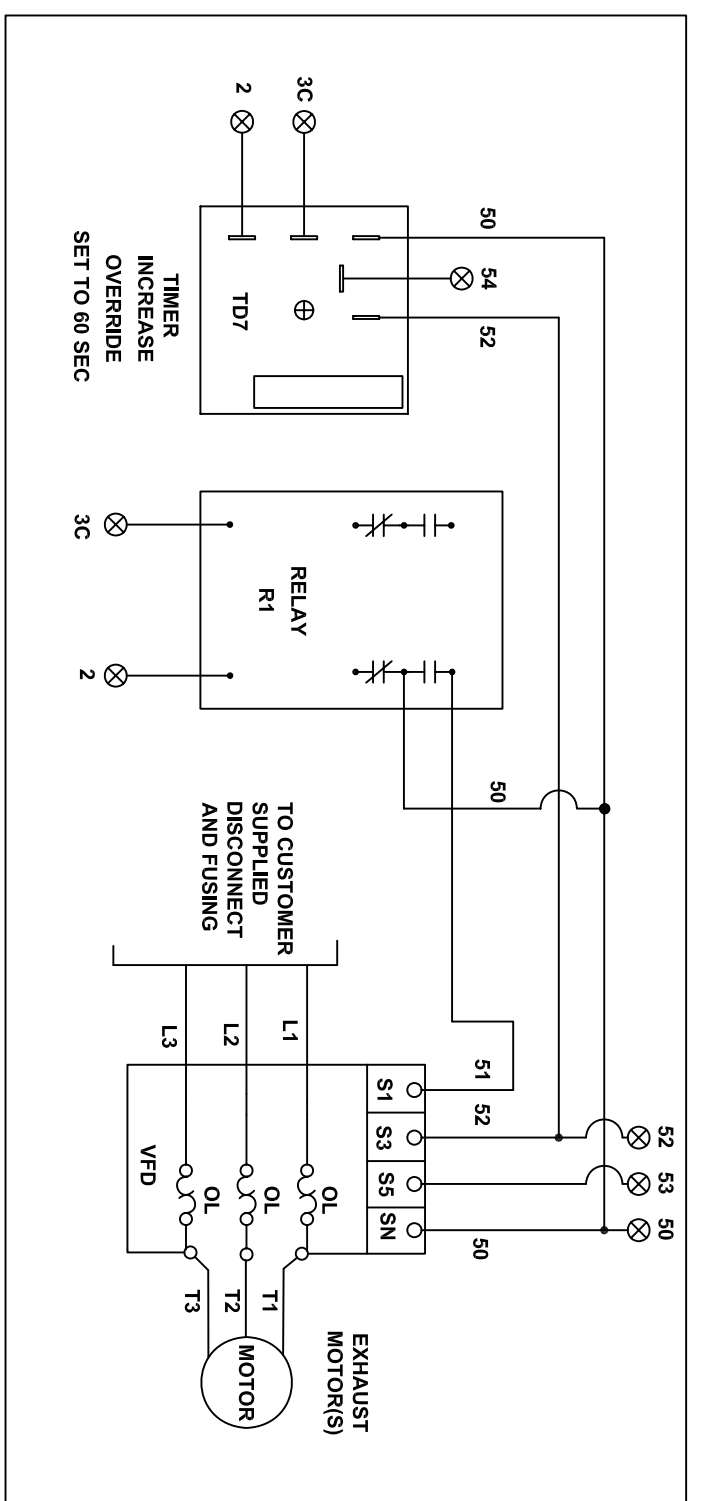 3C
2
50
54
52
TD7
TIMER
INCREASE
OVERRIDE
SET TO 60 SEC
RELAY
R1
3C
2
50
TO CUSTOMER
SUPPLIED
DISCONNECT
AND FUSING
L1
L2
L3
51
52
50
52
53
50
S1
S3
S5
SN
OL
OL
OL
VFD
T1
T2
T3
MOTOR
EXHAUST
MOTOR(S)